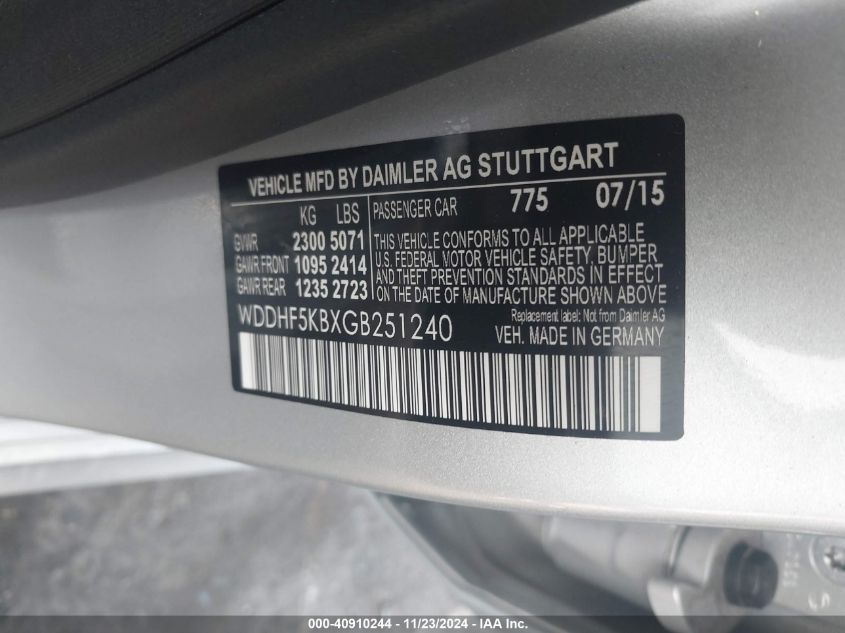 VEHICLE MFD BY DAIMLER AG STUTTGART
KG LBS
GVWR 2300 5071
GAWR FRONT 1095 2414
GAWR REAR 1235 2723
PASSENGER CAR 775 07/15
THIS VEHICLE CONFORMS TO ALL APPLICABLE
U.S. FEDERAL MOTOR VEHICLE SAFETY, BUMPER
AND THEFT PREVENTION STANDARDS IN EFFECT
ON THE DATE OF MANUFACTURE SHOWN ABOVE
Replacement label: Not from Daimler AG
WDDHF5KBXGB251240
VEH. MADE IN GERMANY
000-40910244 - 11/23/2024 - IAA, Inc.